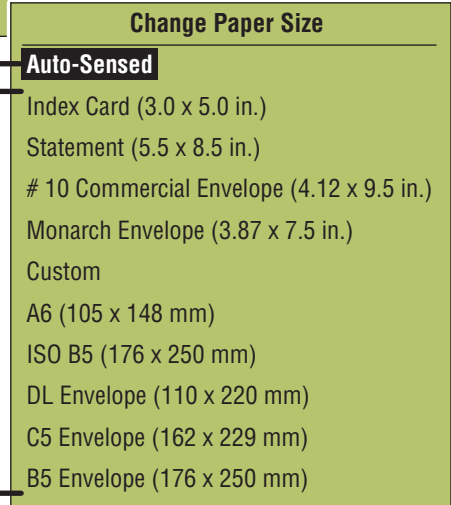 Change Paper Size
Auto-Sensed
Index Card (3.0 x 5.0 in.)
Statement (5.5 x 8.5 in.)
# 10 Commercial Envelope (4.12 x 9.5 in.)
Monarch Envelope (3.87 x 7.5 in.)
Custom
A6 (105 x 148 mm)
ISO B5 (176 x 250 mm)
DL Envelope (110 x 220 mm)
C5 Envelope (162 x 229 mm)
B5 Envelope (176 x 250 mm)